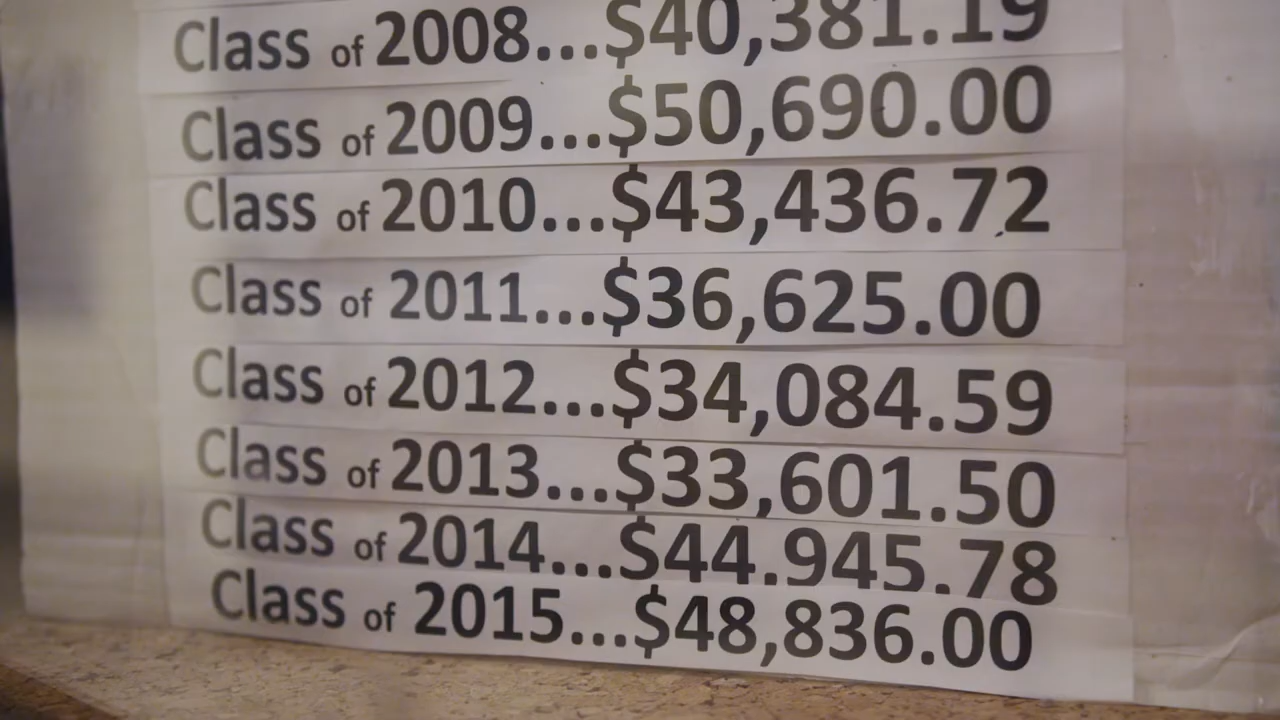 Class of 2008...$40,381.19
Class of 2009...$50,690.00
Class of 2010...$43,436.72
Class of 2011...$36,625.00
Class of 2012...$34,084.59
Class of 2013...$33,601.50
Class of 2014...$44.945.78
Class of 2015...$48,836.00